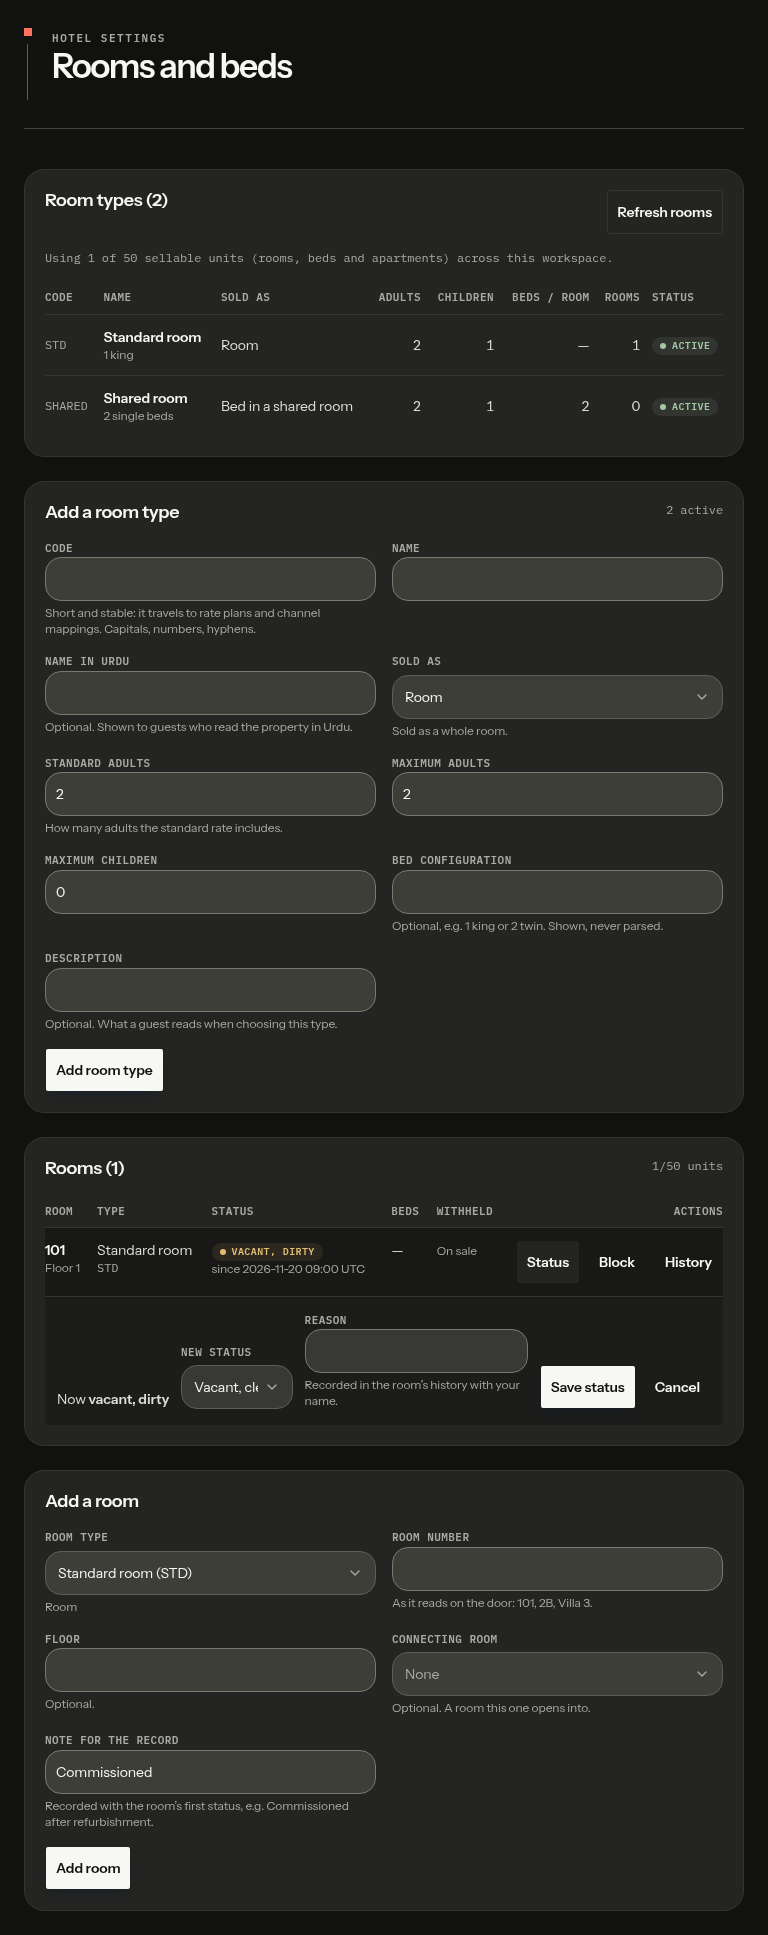 HOTEL SETTINGS
Rooms and beds
Room types (2)
Refresh rooms
Using 1 of 50 sellable units (rooms, beds and apartments) across this workspace.
CODE NAME SOLD AS ADULTS CHILDREN BEDS / ROOM ROOMS STATUS
STD Standard room Room 2 1 — 1 ACTIVE
1 king
SHARED Shared room Bed in a shared room 2 1 2 0 ACTIVE
2 single beds
Add a room type
2 active
CODE
Short and stable: it travels to rate plans and channel
mappings. Capitals, numbers, hyphens.
NAME
NAME IN URDU
Optional. Shown to guests who read the property in Urdu.
SOLD AS
Room
Sold as a whole room.
STANDARD ADULTS
2
How many adults the standard rate includes.
MAXIMUM ADULTS
2
MAXIMUM CHILDREN
0
BED CONFIGURATION
Optional, e.g. 1 king or 2 twin. Shown, never parsed.
DESCRIPTION
Optional. What a guest reads when choosing this type.
Add room type
Rooms (1)
1/50 units
ROOM TYPE STATUS BEDS WITHHELD ACTIONS
101 Standard room VACANT, DIRTY — On sale Status Block History
Floor 1 STD since 2026-11-20 09:00 UTC
Now vacant, dirty
NEW STATUS
Vacant, cle
REASON
Recorded in the room's history with your
name.
Save status
Cancel
Add a room
ROOM TYPE
Standard room (STD)
Room
ROOM NUMBER
As it reads on the door: 101, 2B, Villa 3.
FLOOR
Optional.
CONNECTING ROOM
None
Optional. A room this one opens into.
NOTE FOR THE RECORD
Commissioned
Recorded with the room's first status, e.g. Commissioned
after refurbishment.
Add room